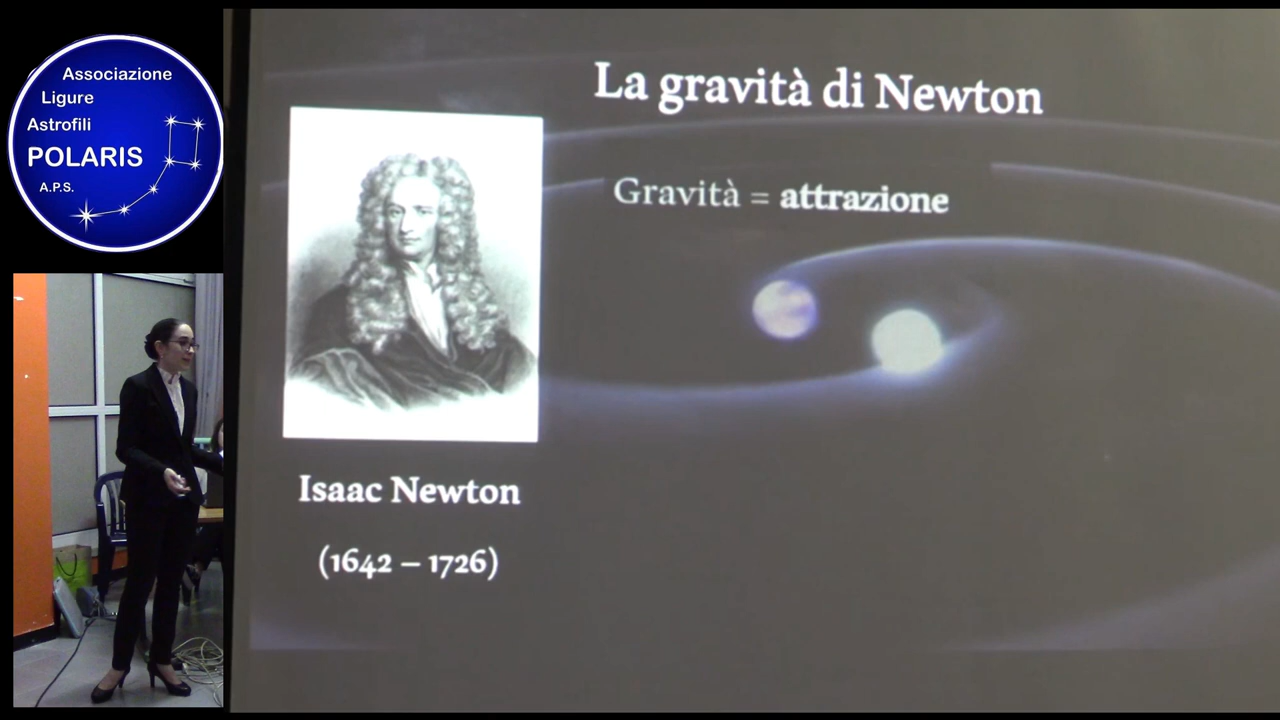 Associazione
Ligure
Astrofili
POLARIS
A.P.S.
La gravità di Newton
Gravità = attrazione
Isaac Newton
(1642 – 1726)